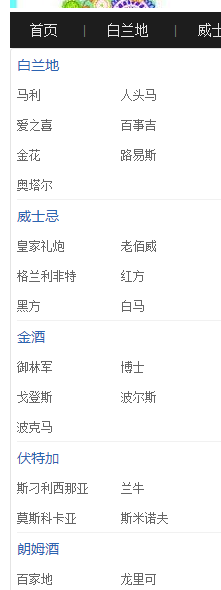 首页 | 白兰地 | 威士
白兰地
马利 人头马
爱之喜 百事吉
金花 路易斯
奥塔尔
威士忌
皇家礼炮 老佰威
格兰利非特 红方
黑方 白马
金酒
御林军 博士
戈登斯 波尔斯
波克马
伏特加
斯刁利西那亚 兰牛
莫斯科卡亚 斯米诺夫
朗姆酒
百家地 龙里可